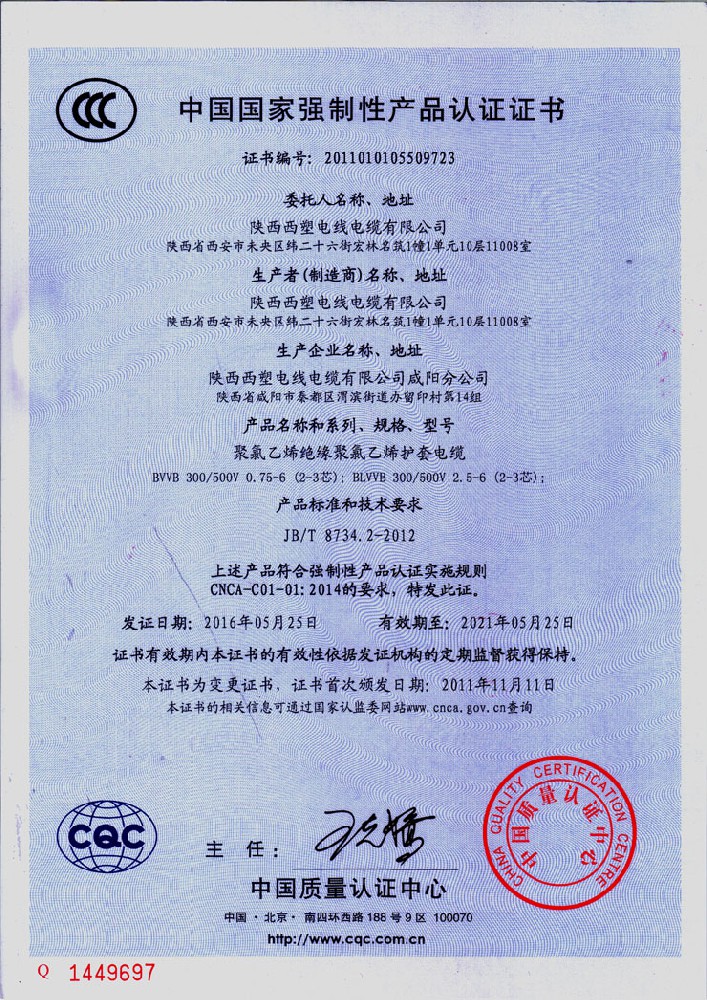 CCC
中国国家强制性产品认证证书
证书编号：2011010105509723
委托人名称、地址
陕西西塑电线电缆有限公司
陕西省西安市未央区纬二十六街宏林名筑1幢1单元10层11008室
生产者(制造商)名称、地址
陕西西塑电线电缆有限公司
陕西省西安市未央区纬二十六街宏林名筑1幢1单元10层11008室
生产企业名称、地址
陕西西塑电线电缆有限公司咸阳分公司
陕西省咸阳市秦都区渭滨街道办留印村第14组
产品名称和系列、规格、型号
聚氯乙烯绝缘聚氯乙烯护套电缆
BVVB 300/500V 0.75-6 (2-3芯)；BLVVB 300/500V 2.5-6 (2-3芯)；
产品标准和技术要求
JB/T 8734.2-2012
上述产品符合强制性产品认证实施规则
CNCA-C01-01:2014的要求，特发此证。
发证日期：2016年05月25日 有效期至：2021年05月25日
证书有效期内本证书的有效性依据发证机构的定期监督获得保持。
本证书为变更证书，证书首次颁发日期：2011年11月11日
本证书的相关信息可通过国家认监委网站www.cnca.gov.cn查询
CQC
主 任：
CHINA QUALITY CERTIFICATION CENTRE
中国质量认证中心
中国质量认证中心
中国·北京·南四环西路188号9区 100070
http://www.cqc.com.cn
Q 1449697